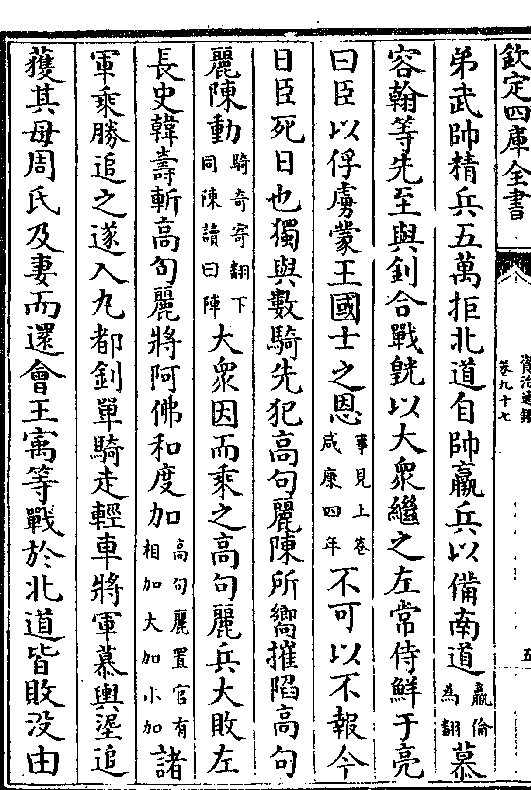 欽定四庫全書
資治通鑑
卷九十七
五
弟武帥精兵五萬拒北道自帥羸兵以備南道羸倫為翻慕
容翰等先至與釗合戰皝以大衆繼之左常侍鮮于亮
曰臣以俘虜蒙王國士之恩事見上卷咸康四年不可以不報今
日臣死日也獨與數騎先犯高句麗陳所嚮摧陷高句
麗陳動騎奇寄翻下同陳讀曰陣大衆因而乘之高句麗兵大敗左
長史韓壽斬高句麗將阿佛和度加高句麗置官有相加大加小加諸
軍乘勝追之遂入九都釗單騎走輕車將軍慕輿埿追
獲其母周氏及妻而還會王寓等戰於北道皆敗没由